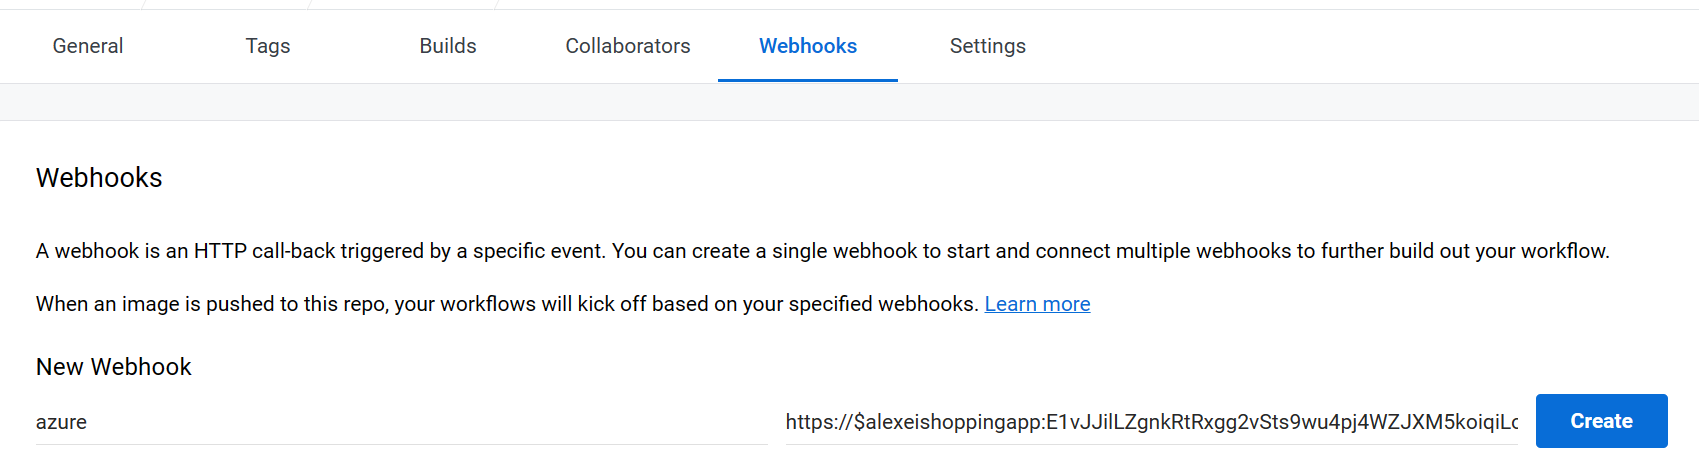 General Tags Builds Collaborators Webhooks Settings
Webhooks
A webhook is an HTTP call-back triggered by a specific event. You can create a single webhook to start and connect multiple webhooks to further build out your workflow.
When an image is pushed to this repo, your workflows will kick off based on your specified webhooks. Learn more
New Webhook
azure https://$alexeishoppingapp:E1vJJilLZgnkRtRxgg2vSts9wu4pj4WZJXM5koiqiLc Create